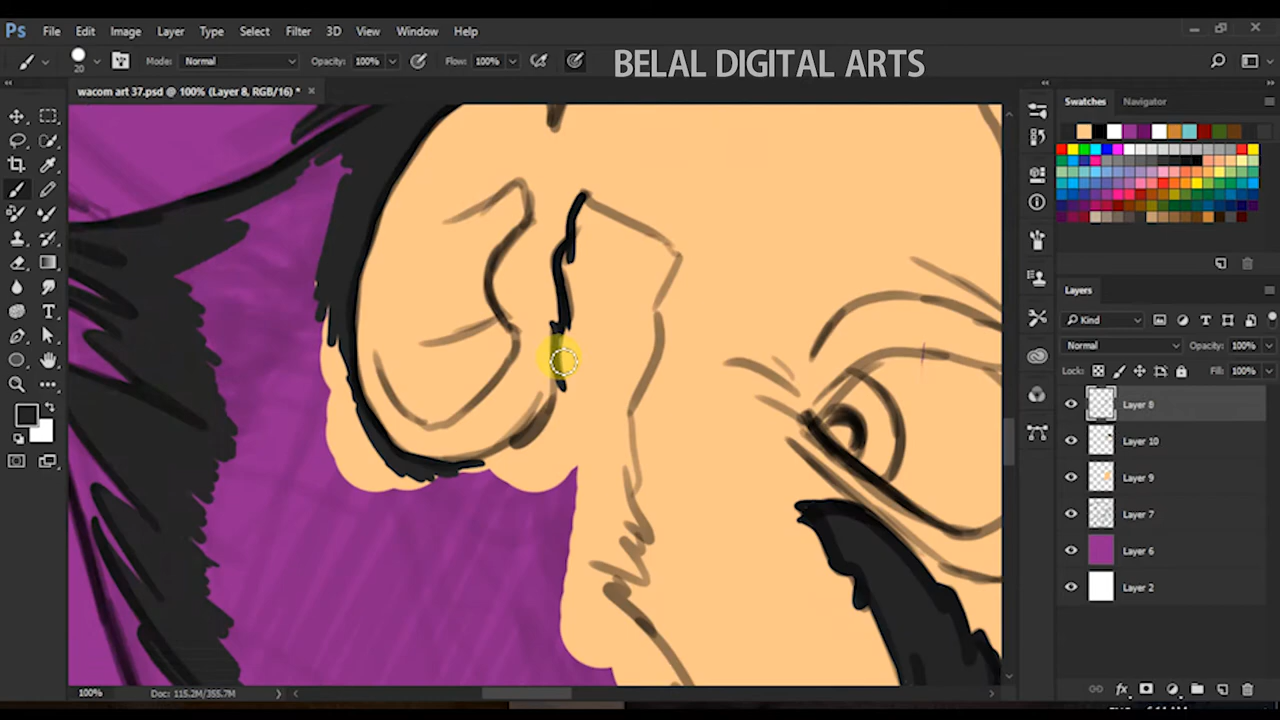 Ps File Edit Image Layer Type Select Filter 3D View Window Help
20 Mode: Normal Opacity: 100% Flow: 100%
BELAL DIGITAL ARTS
wacom art 37.psd @ 100% (Layer 8, RGB/16) *
Swatches Navigator
Layers
Kind
Normal Opacity: 100%
Lock: Fill: 100%
Layer 8
Layer 10
Layer 9
Layer 7
Layer 6
Layer 2
100% Doc: 115.2M/355.7M